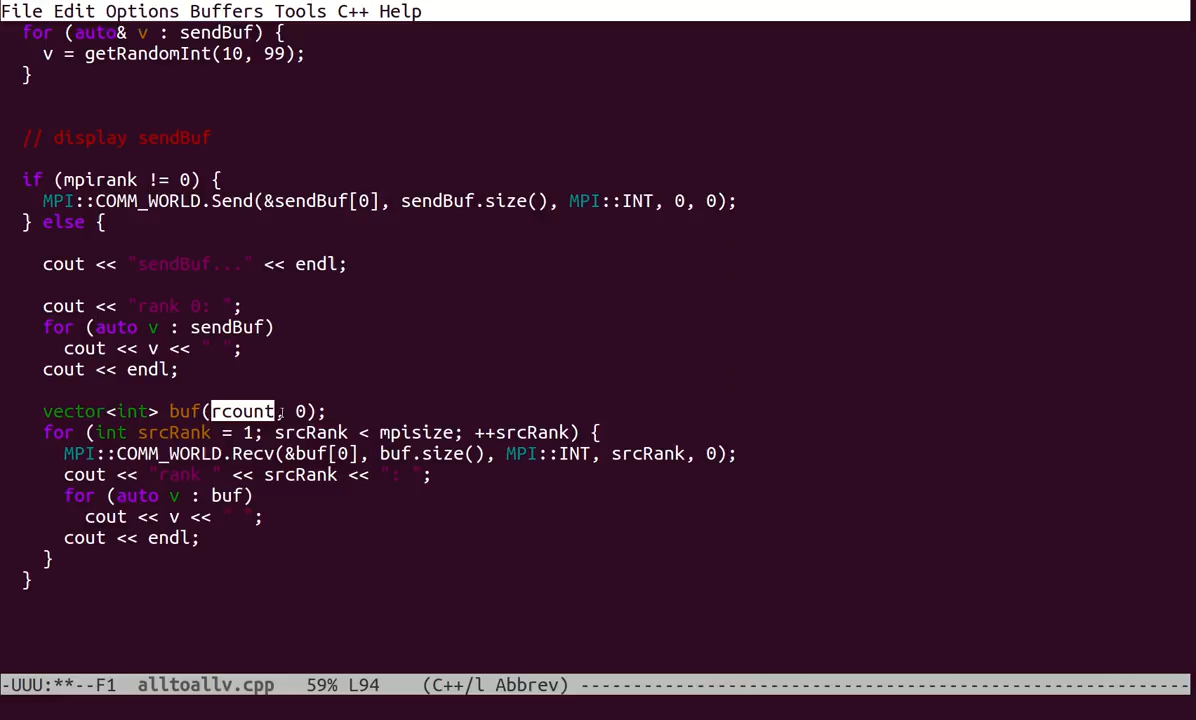 File Edit Options Buffers Tools C++ Help
for (auto& v : sendBuf) {
v = getRandomInt(10, 99);
}
// display sendBuf
if (mpirank != 0) {
MPI::COMM_WORLD.Send(&sendBuf[0], sendBuf.size(), MPI::INT, 0, 0);
} else {
cout << "sendBuf..." << endl;
cout << "rank 0: ";
for (auto v : sendBuf)
cout << v << " ";
cout << endl;
vector<int> buf(rcount, 0);
for (int srcRank = 1; srcRank < mpisize; ++srcRank) {
MPI::COMM_WORLD.Recv(&buf[0], buf.size(), MPI::INT, srcRank, 0);
cout << "rank " << srcRank << ": ";
for (auto v : buf)
cout << v << " ";
cout << endl;
}
}
-UUU:**--F1 alltoallv.cpp 59% L94 (C++/l Abbrev) ----------------------------------------------------------